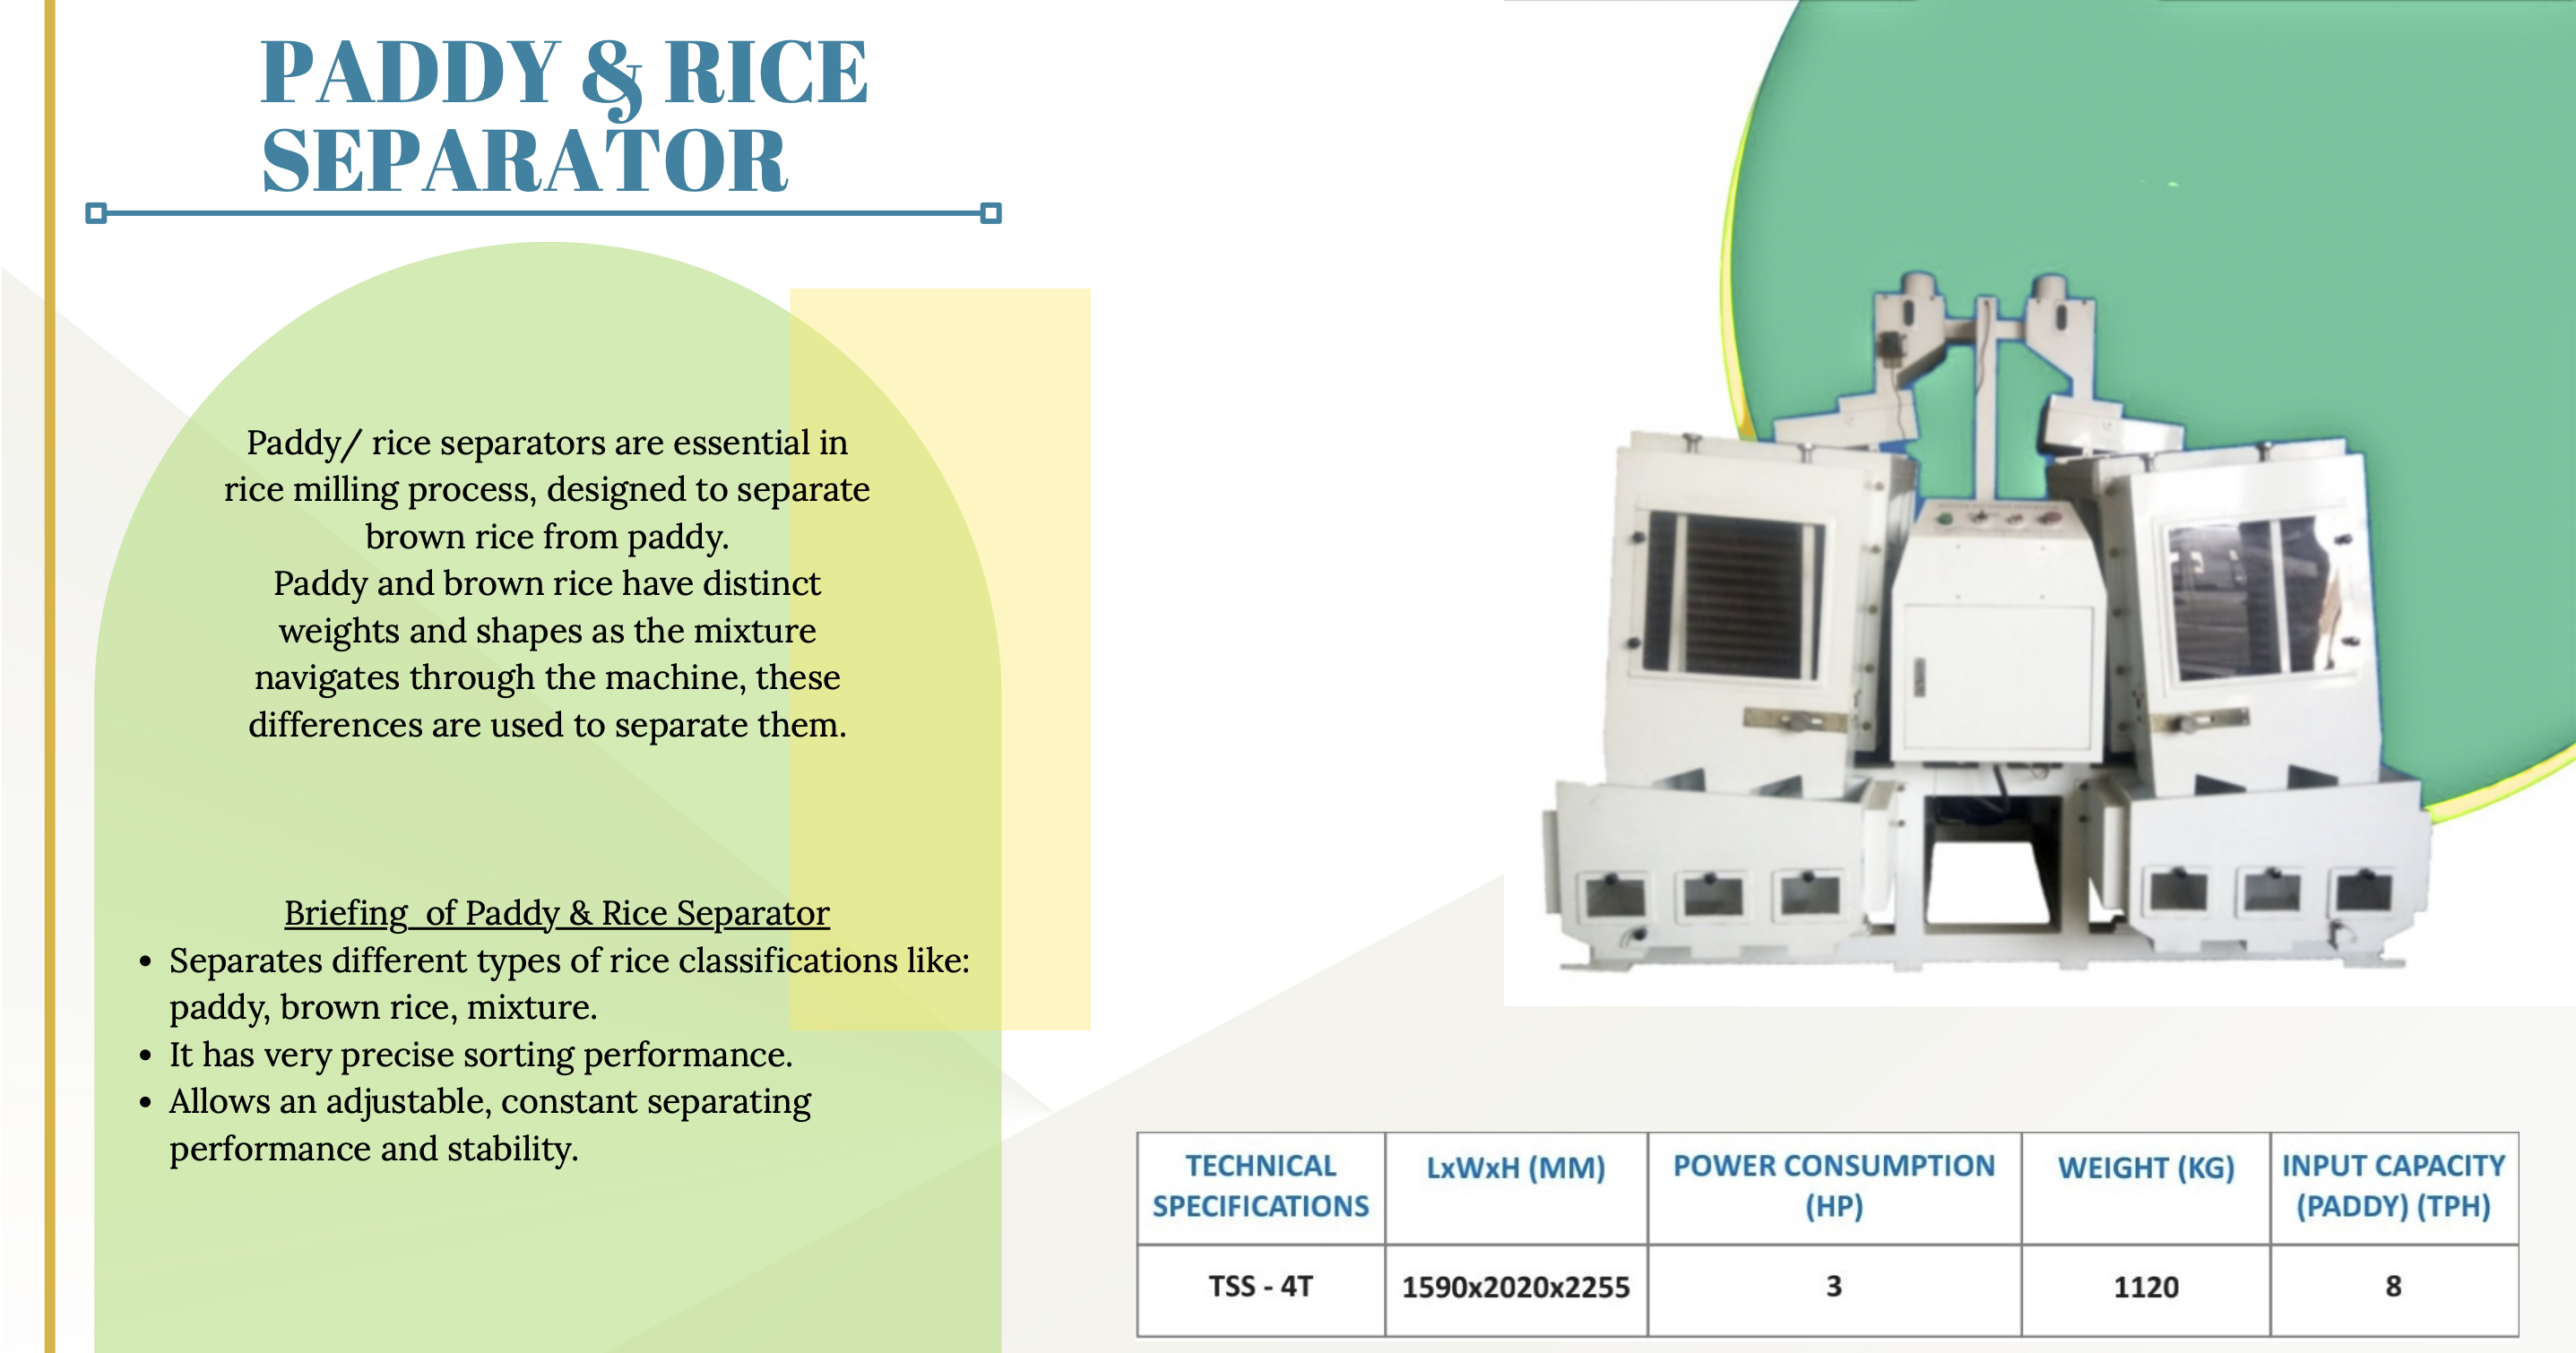 PADDY & RICE
SEPARATOR
Paddy/ rice separators are essential in
rice milling process, designed to separate
brown rice from paddy.
Paddy and brown rice have distinct
weights and shapes as the mixture
navigates through the machine, these
differences are used to separate them.
Briefing  of Paddy & Rice Separator
• Separates different types of rice classifications like:
paddy, brown rice, mixture.
• It has very precise sorting performance.
• Allows an adjustable, constant separating
performance and stability.
TECHNICAL SPECIFICATIONS LxWxH (MM) POWER CONSUMPTION (HP) WEIGHT (KG) INPUT CAPACITY (PADDY) (TPH)
TSS - 4T 1590x2020x2255 3 1120 8